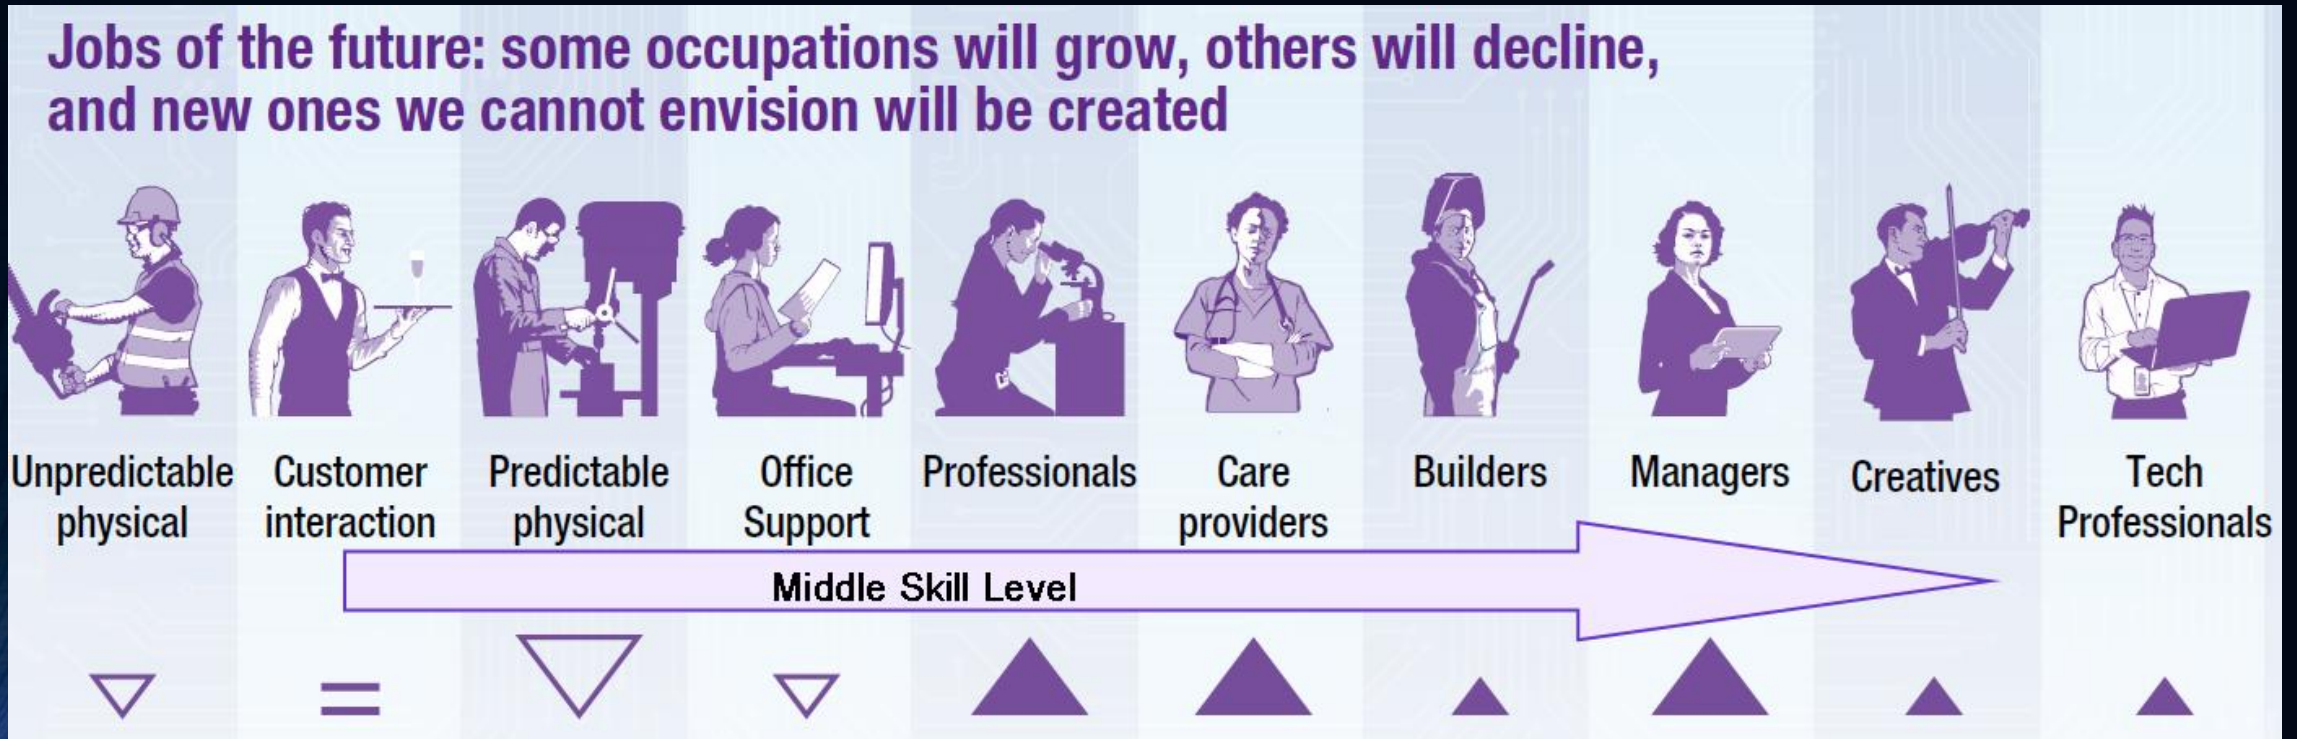 Jobs of the future: some occupations will grow, others will decline,
and new ones we cannot envision will be created
Unpredictable
physical
Customer
interaction
Predictable
physical
Office
Support
Professionals
Care
providers
Builders
Managers
Creatives
Tech
Professionals
Middle Skill Level